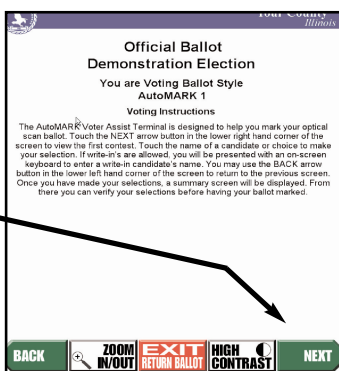 Your County
Illinois
Official Ballot
Demonstration Election
You are Voting Ballot Style
AutoMARK 1
Voting Instructions
The AutoMARK Voter Assist Terminal is designed to help you mark your optical
scan ballot. Touch the NEXT arrow button in the lower right hand corner of the
screen to view the first contest. Touch the name of a candidate or choice to make
your selection. If write-in's are allowed, you will be presented with an on-screen
keyboard to enter a write-in candidate's name. You may use the BACK arrow
button in the lower left hand corner of the screen to return to the previous screen.
Once you have made your selections, a summary screen will be displayed. From
there you can verify your selections before having your ballot marked.
BACK
ZOOM
IN/OUT
EXIT
RETURN BALLOT
HIGH
CONTRAST
NEXT